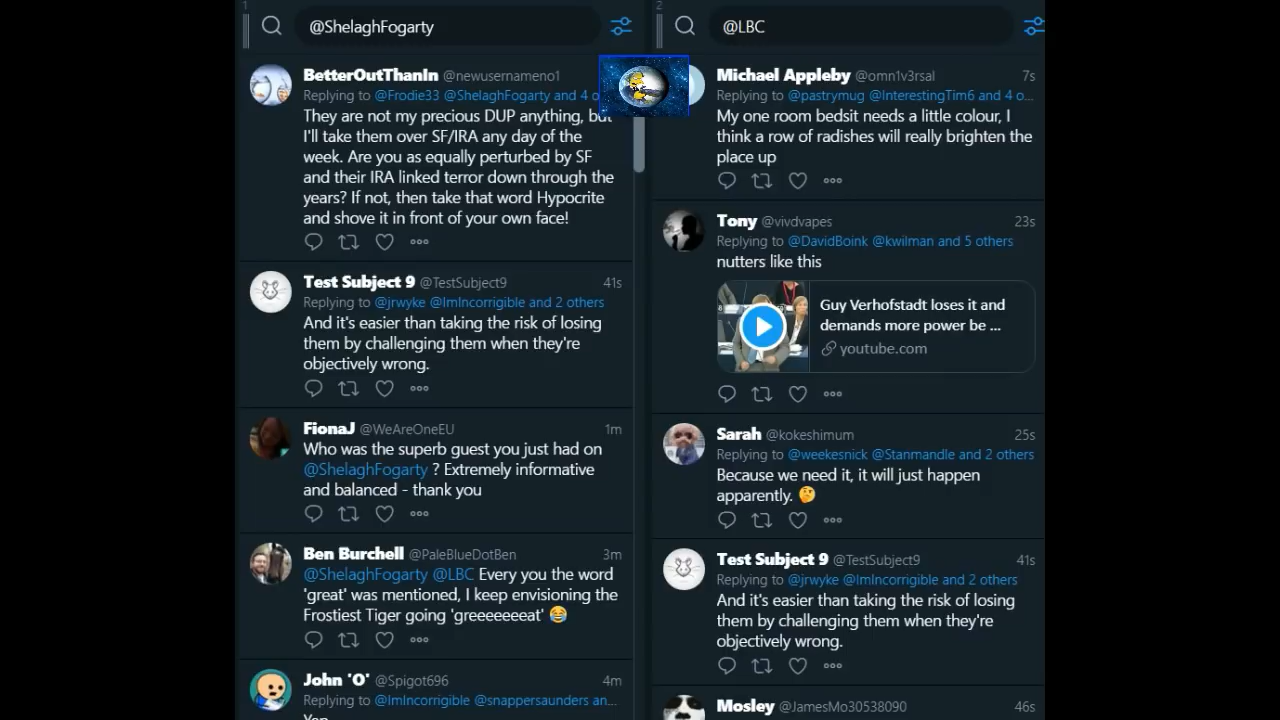 1
@ShelaghFogarty
BetterOutThanIn @newusernameno1
Replying to @Frodie33 @ShelaghFogarty and 4 o
They are not my precious DUP anything, but
I'll take them over SF/IRA any day of the
week. Are you as equally perturbed by SF
and their IRA linked terror down through the
years? If not, then take that word Hypocrite
and shove it in front of your own face!
Test Subject 9 @TestSubject9 41s
Replying to @jrwyke @ImIncorrigible and 2 others
And it's easier than taking the risk of losing
them by challenging them when they're
objectively wrong.
FionaJ @WeAreOneEU 1m
Who was the superb guest you just had on
@ShelaghFogarty ? Extremely informative
and balanced - thank you
Ben Burchell @PaleBlueDotBen 3m
@ShelaghFogarty @LBC Every you the word
'great' was mentioned, I keep envisioning the
Frostiest Tiger going 'greeeeeeeat' 😂
John 'O' @Spigot696 4m
Replying to @ImIncorrigible @snappersaunders an...
Yep
2
@LBC
Michael Appleby @omn1v3rsal 7s
Replying to @pastrymug @InterestingTim6 and 4 o...
My one room bedsit needs a little colour, I
think a row of radishes will really brighten the
place up
Tony @vivdvapes 23s
Replying to @DavidBoink @kwilman and 5 others
nutters like this
Guy Verhofstadt loses it and
demands more power be ...
youtube.com
Sarah @kokeshimum 25s
Replying to @weekesnick @Stanmandle and 2 others
Because we need it, it will just happen
apparently. 🤔
Test Subject 9 @TestSubject9 41s
Replying to @jrwyke @ImIncorrigible and 2 others
And it's easier than taking the risk of losing
them by challenging them when they're
objectively wrong.
Mosley @JamesMo30538090 46s